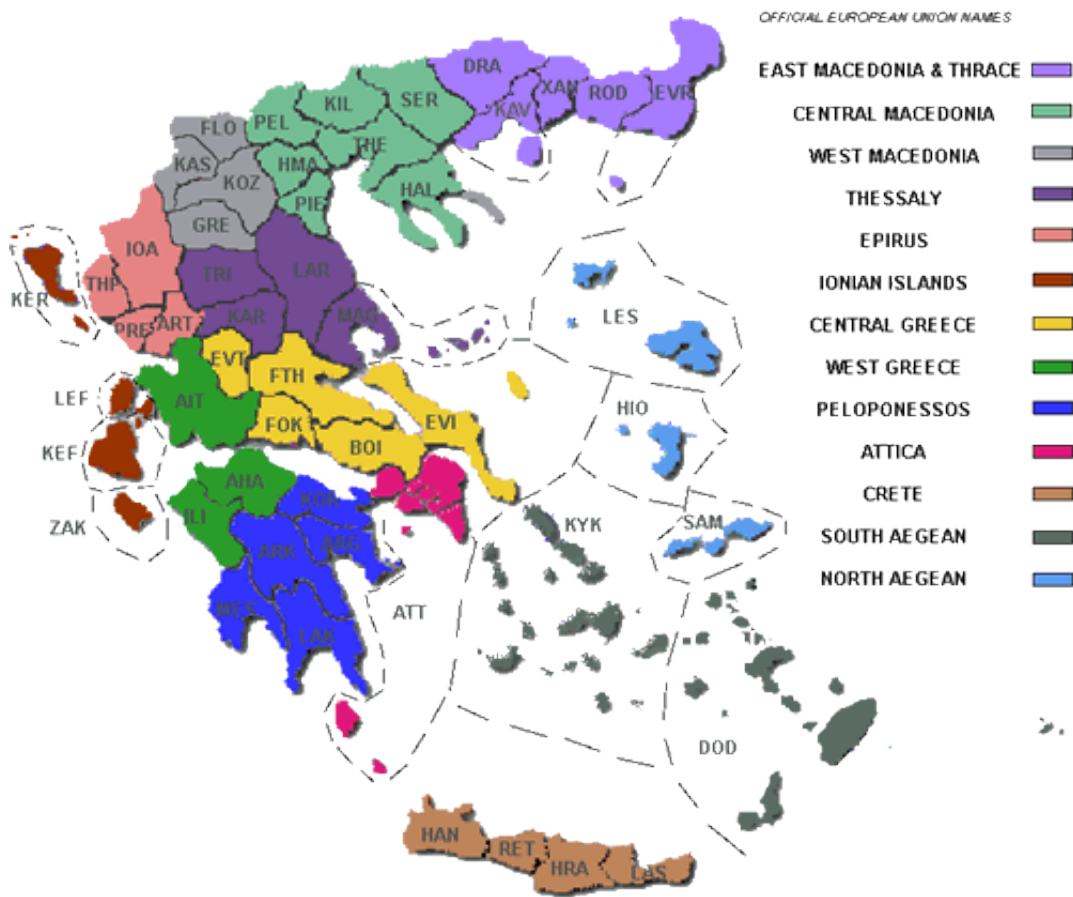 OFFICIAL EUROPEAN UNION NAMES
EAST MACEDONIA & THRACE
CENTRAL MACEDONIA
WEST MACEDONIA
THESSALY
EPIRUS
IONIAN ISLANDS
CENTRAL GREECE
WEST GREECE
PELOPONESSOS
ATTICA
CRETE
SOUTH AEGEAN
NORTH AEGEAN
DRA
XAN
ROD
EVR
KAV
SER
KIL
PEL
THE
FLO
HMA
KAS
KOZ
HAL
PIE
GRE
IOA
LAR
TRI
THP
KER
KAR
MAG
PRE
ART
LES
EVT
FTH
LEF
AIT
HIO
FOK
EVI
BOI
KEF
AHA
KOR
ILI
ZAK
KYK
SAM
ARK
ARG
MES
ATT
LAK
DOD
HAN
RET
HRA
LAS